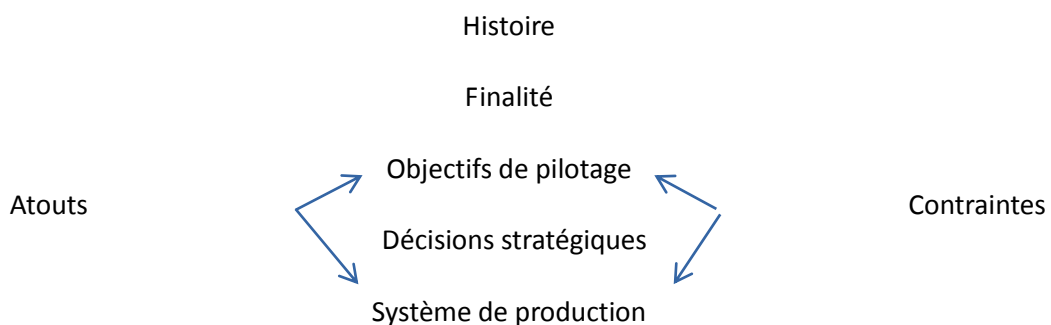 Histoire
Finalité
Objectifs de pilotage
Atouts
Contraintes
Décisions stratégiques
Système de production